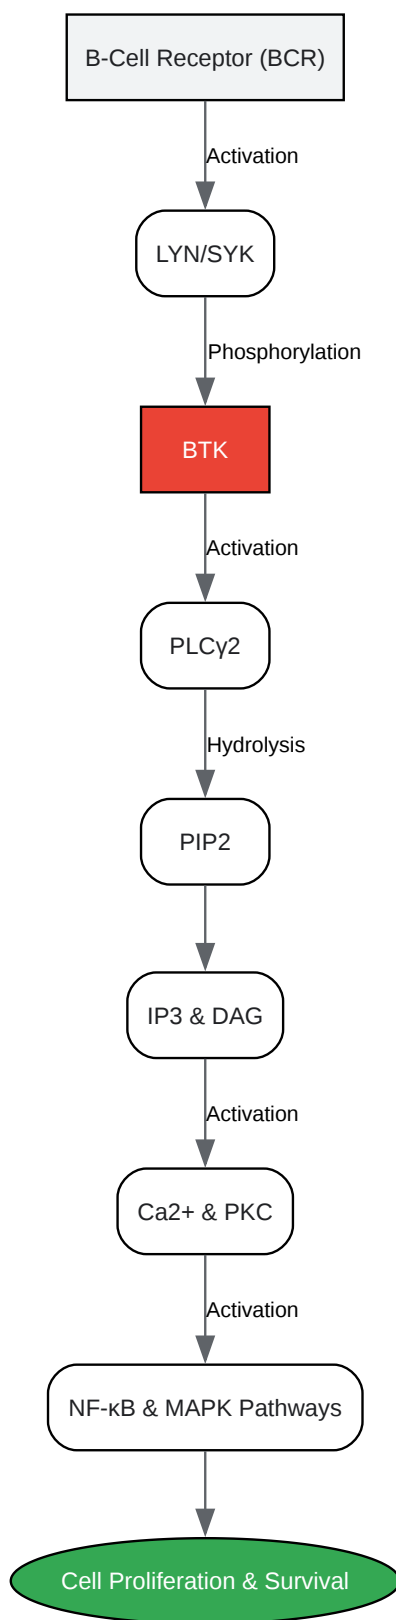 B-Cell Receptor (BCR)
Activation
LYN/SYK
Phosphorylation
BTK
Activation
PLCγ2
Hydrolysis
PIP2
IP3 & DAG
Activation
Ca2+ & PKC
Activation
NF-κB & MAPK Pathways
Cell Proliferation & Survival